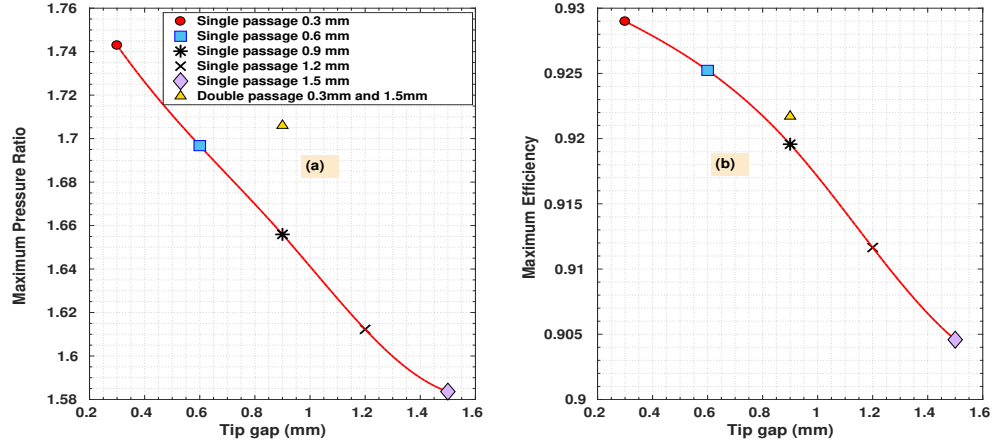 1.76
1.74
1.72
1.7
1.68
1.66
1.64
1.62
1.6
1.58
0.2
0.4
0.6
0.8
1
1.2
1.4
1.6
Maximum Pressure Ratio
Tip gap (mm)
Single passage 0.3 mm
Single passage 0.6 mm
Single passage 0.9 mm
Single passage 1.2 mm
Single passage 1.5 mm
Double passage 0.3mm and 1.5mm
(a)
0.93
0.925
0.92
0.915
0.91
0.905
0.9
0.2
0.4
0.6
0.8
1
1.2
1.4
1.6
Maximum Efficiency
Tip gap (mm)
(b)